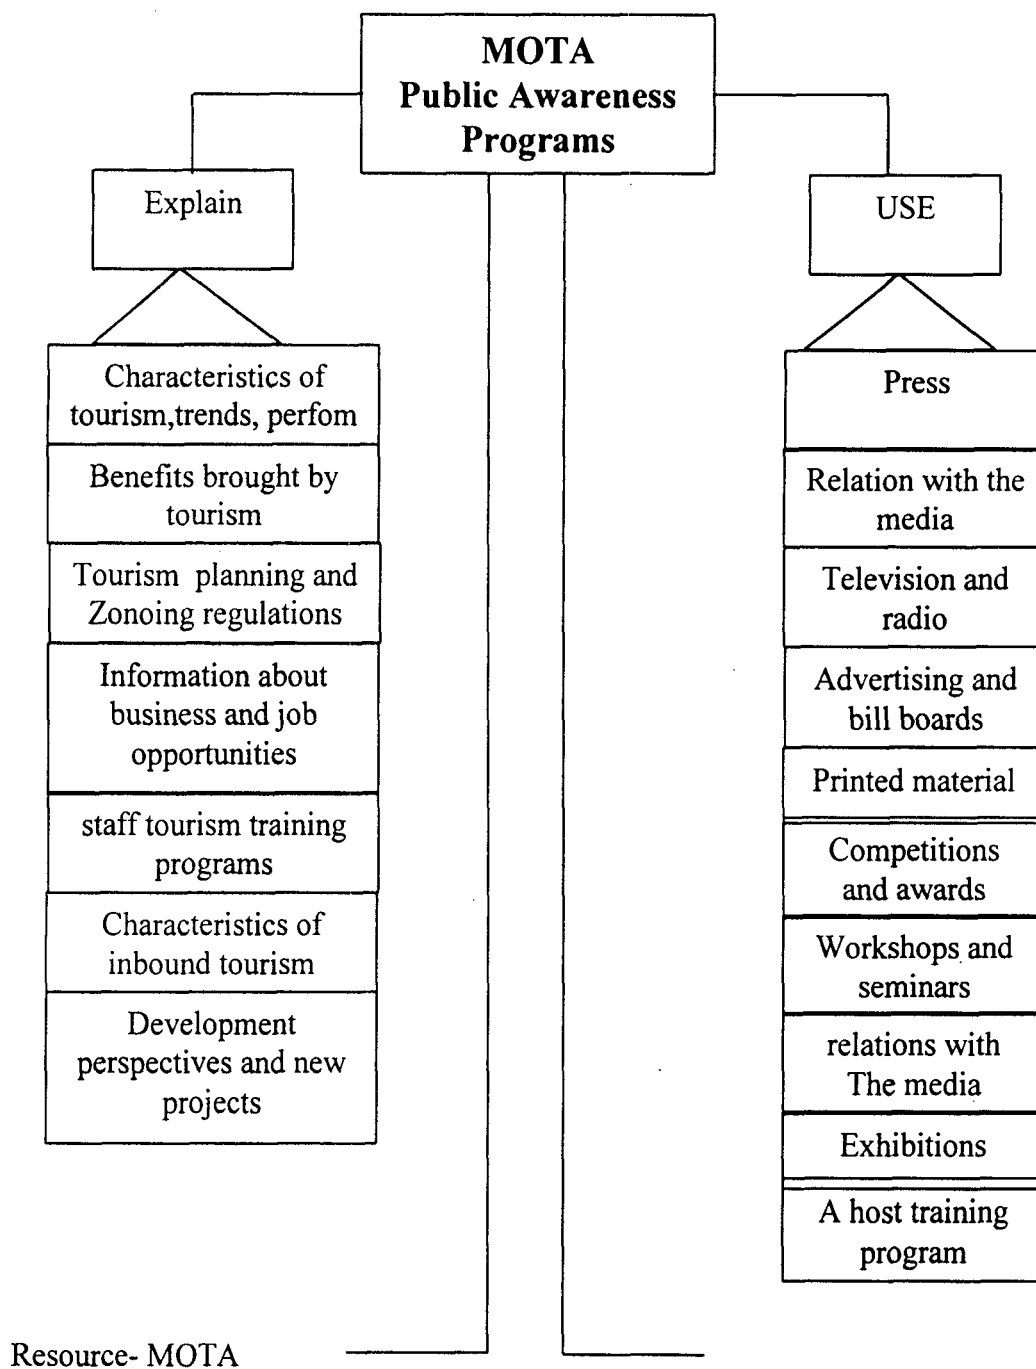 MOTA
Public Awareness
Programs
Explain
Characteristics of
tourism,trends, perfom
Benefits brought by
tourism
Tourism planning and
Zonoing regulations
Information about
business and job
opportunities
staff tourism training
programs
Characteristics of
inbound tourism
Development
perspectives and new
projects
USE
Press
Relation with the
media
Television and
radio
Advertising and
bill boards
Printed material
Competitions
and awards
Workshops and
seminars
relations with
The media
Exhibitions
A host training
program
Resource- MOTA